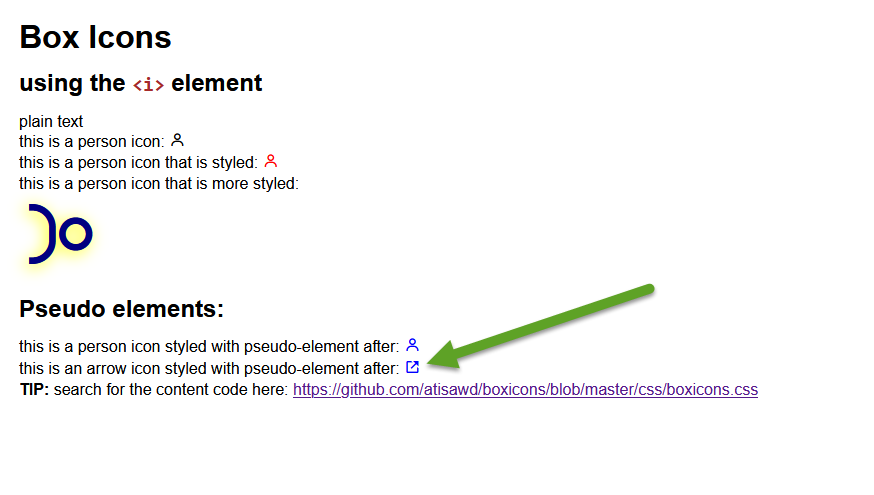 Box Icons
using the <i> element
plain text
this is a person icon:
this is a person icon that is styled:
this is a person icon that is more styled:
Pseudo elements:
this is a person icon styled with pseudo-element after:
this is an arrow icon styled with pseudo-element after:
TIP: search for the content code here: https://github.com/atisawd/boxicons/blob/master/css/boxicons.css